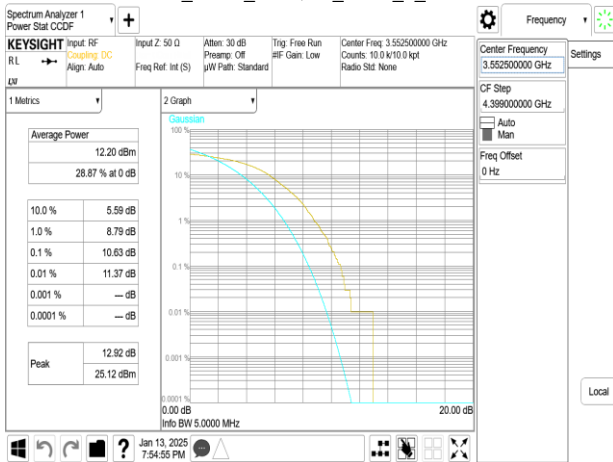 Spectrum Analyzer 1
Power Stat CCDF
+
Frequency
KEYSIGHT
RL
LXI
Input: RF
Coupling: DC
Align: Auto
Input Z: 50 Ω
Freq Ref: Int (S)
Atten: 30 dB
Preamp: Off
µW Path: Standard
Trig: Free Run
#IF Gain: Low
Center Freq: 3.552500000 GHz
Counts: 10.0 k/10.0 kpt
Radio Std: None
Center Frequency
3.552500000 GHz
Settings
CF Step
4.399000000 GHz
Auto
Man
Freq Offset
0 Hz
1 Metrics
2 Graph
Average Power
12.20 dBm
28.87 % at 0 dB
10.0 % 5.59 dB
1.0 % 8.79 dB
0.1 % 10.63 dB
0.01 % 11.37 dB
0.001 % --- dB
0.0001 % --- dB
Peak
12.92 dB
25.12 dBm
Gaussian
100 %
10 %
1 %
0.1 %
0.01 %
0.001 %
0.0001 %
0.00 dB
20.00 dB
Info BW 5.0000 MHz
Local
?
Jan 13, 2025
7:54:55 PM